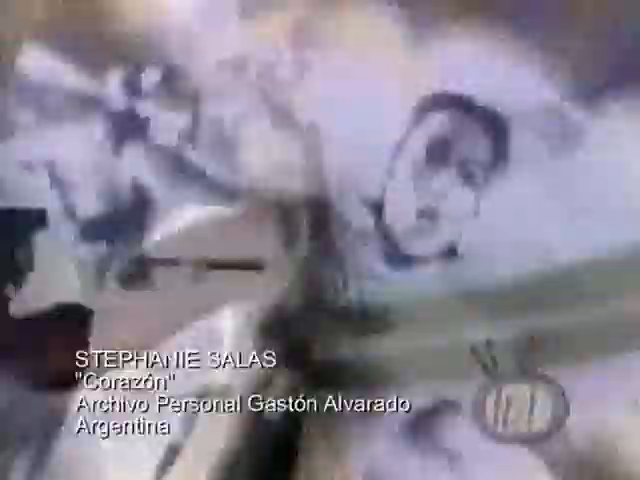 STEPHANIE SALAS
"Corazón"
Archivo Personal Gastón Alvarado
Argentina